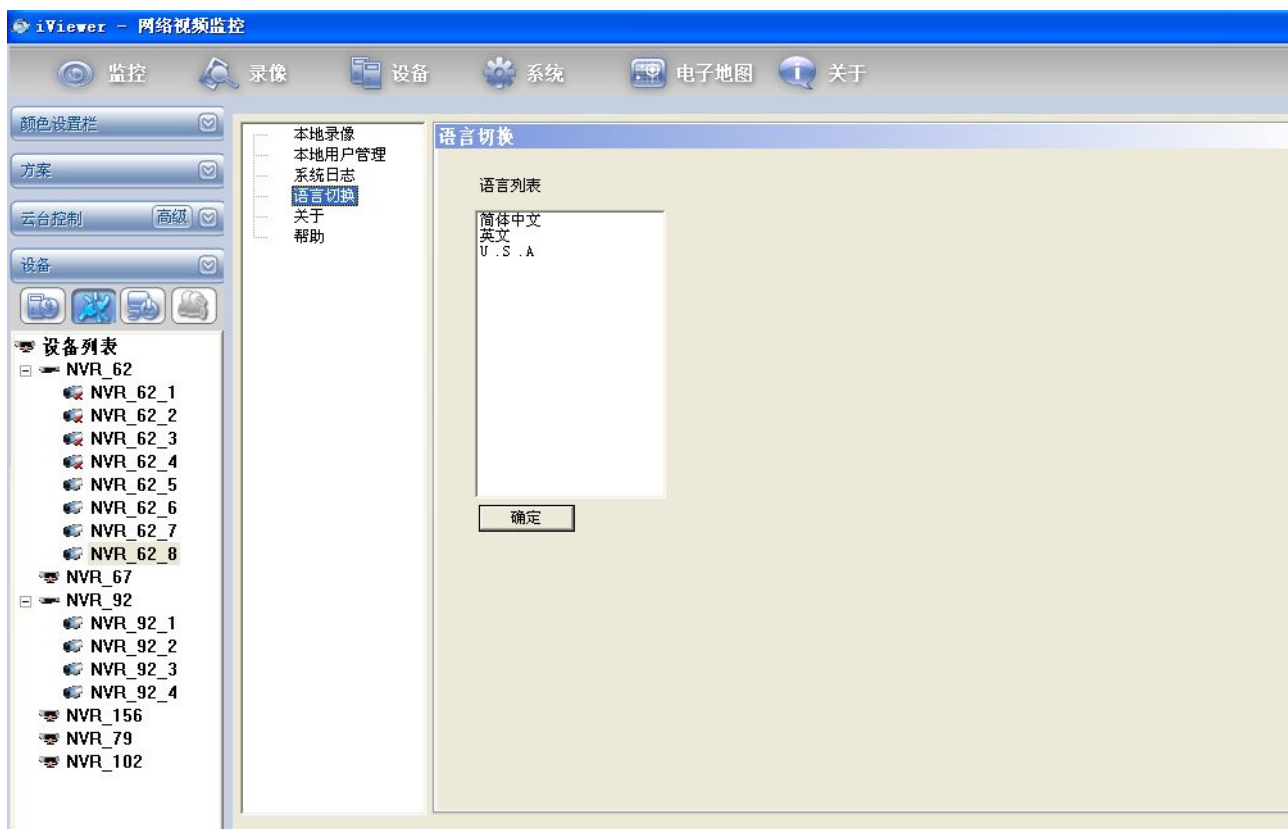 iViewer - 网络视频监控
监控 录像 设备 系统 电子地图 关于
颜色设置栏
方案
云台控制 高级
设备
设备列表
NVR_62
NVR_62_1
NVR_62_2
NVR_62_3
NVR_62_4
NVR_62_5
NVR_62_6
NVR_62_7
NVR_62_8
NVR_67
NVR_92
NVR_92_1
NVR_92_2
NVR_92_3
NVR_92_4
NVR_156
NVR_79
NVR_102
本地录像
本地用户管理
系统日志
语言切换
关于
帮助
语言切换
语言列表
简体中文
英文
U .S .A
确定